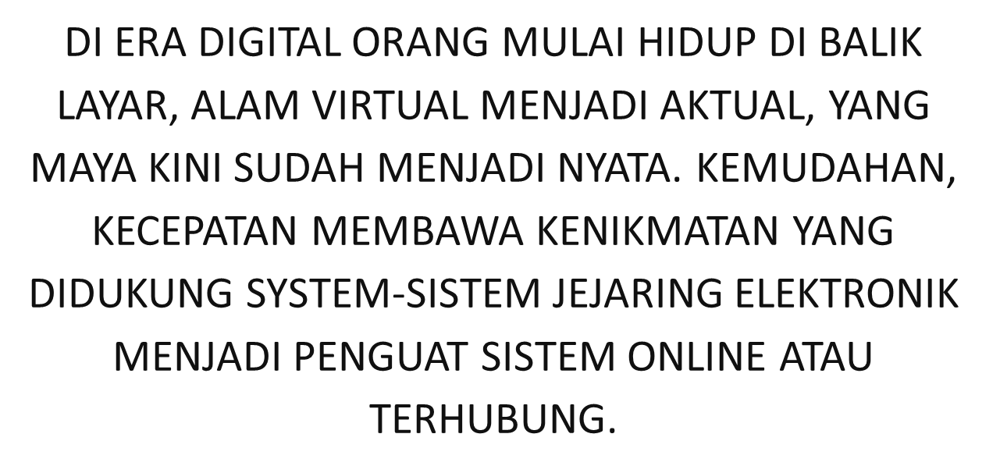 DI ERA DIGITAL ORANG MULAI HIDUP DI BALIK
LAYAR, ALAM VIRTUAL MENJADI AKTUAL, YANG
MAYA KINI SUDAH MENJADI NYATA. KEMUDAHAN,
KECEPATAN MEMBAWA KENIKMATAN YANG
DIDUKUNG SYSTEM-SISTEM JEJARING ELEKTRONIK
MENJADI PENGUAT SISTEM ONLINE ATAU
TERHUBUNG.